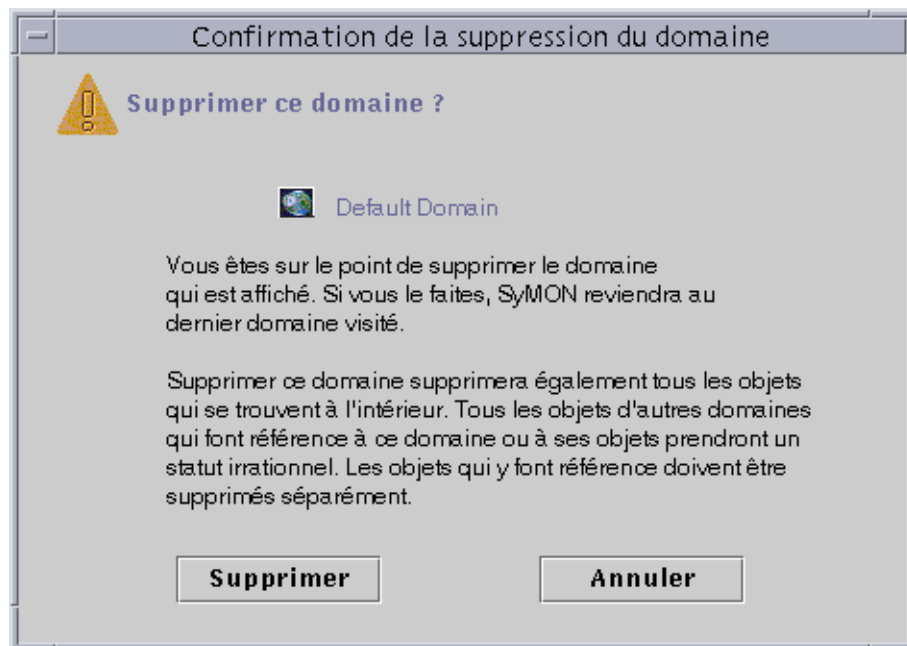 Confirmation de la suppression du domaine
Supprimer ce domaine ?
Default Domain
Vous êtes sur le point de supprimer le domaine
qui est affiché. Si vous le faites, SyMON reviendra au
dernier domaine visité.
Supprimer ce domaine supprimera également tous les objets
qui se trouvent à l'intérieur. Tous les objets d'autres domaines
qui font référence à ce domaine ou à ses objets prendront un
statut irrationnel. Les objets qui y font référence doivent être
supprimés séparément.
Supprimer
Annuler